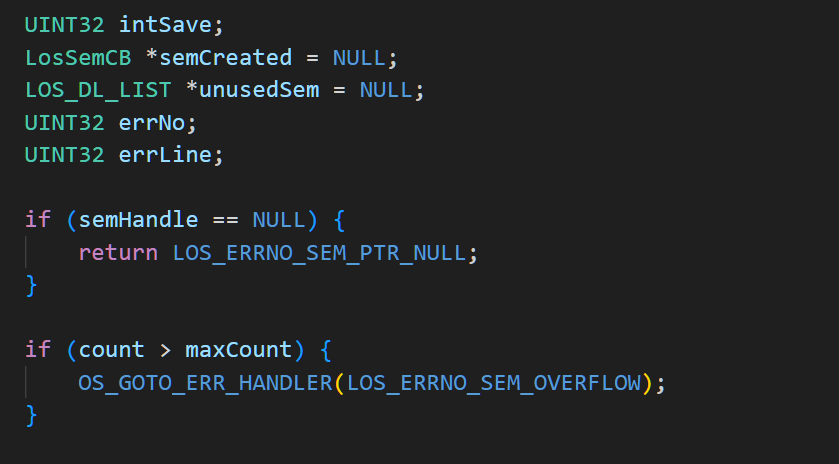 UINT32 intSave;
LosSemCB *semCreated = NULL;
LOS_DL_LIST *unusedSem = NULL;
UINT32 errNo;
UINT32 errLine;

if (semHandle == NULL) {
    return LOS_ERRNO_SEM_PTR_NULL;
}

if (count > maxCount) {
    OS_GOTO_ERR_HANDLER(LOS_ERRNO_SEM_OVERFLOW);
}